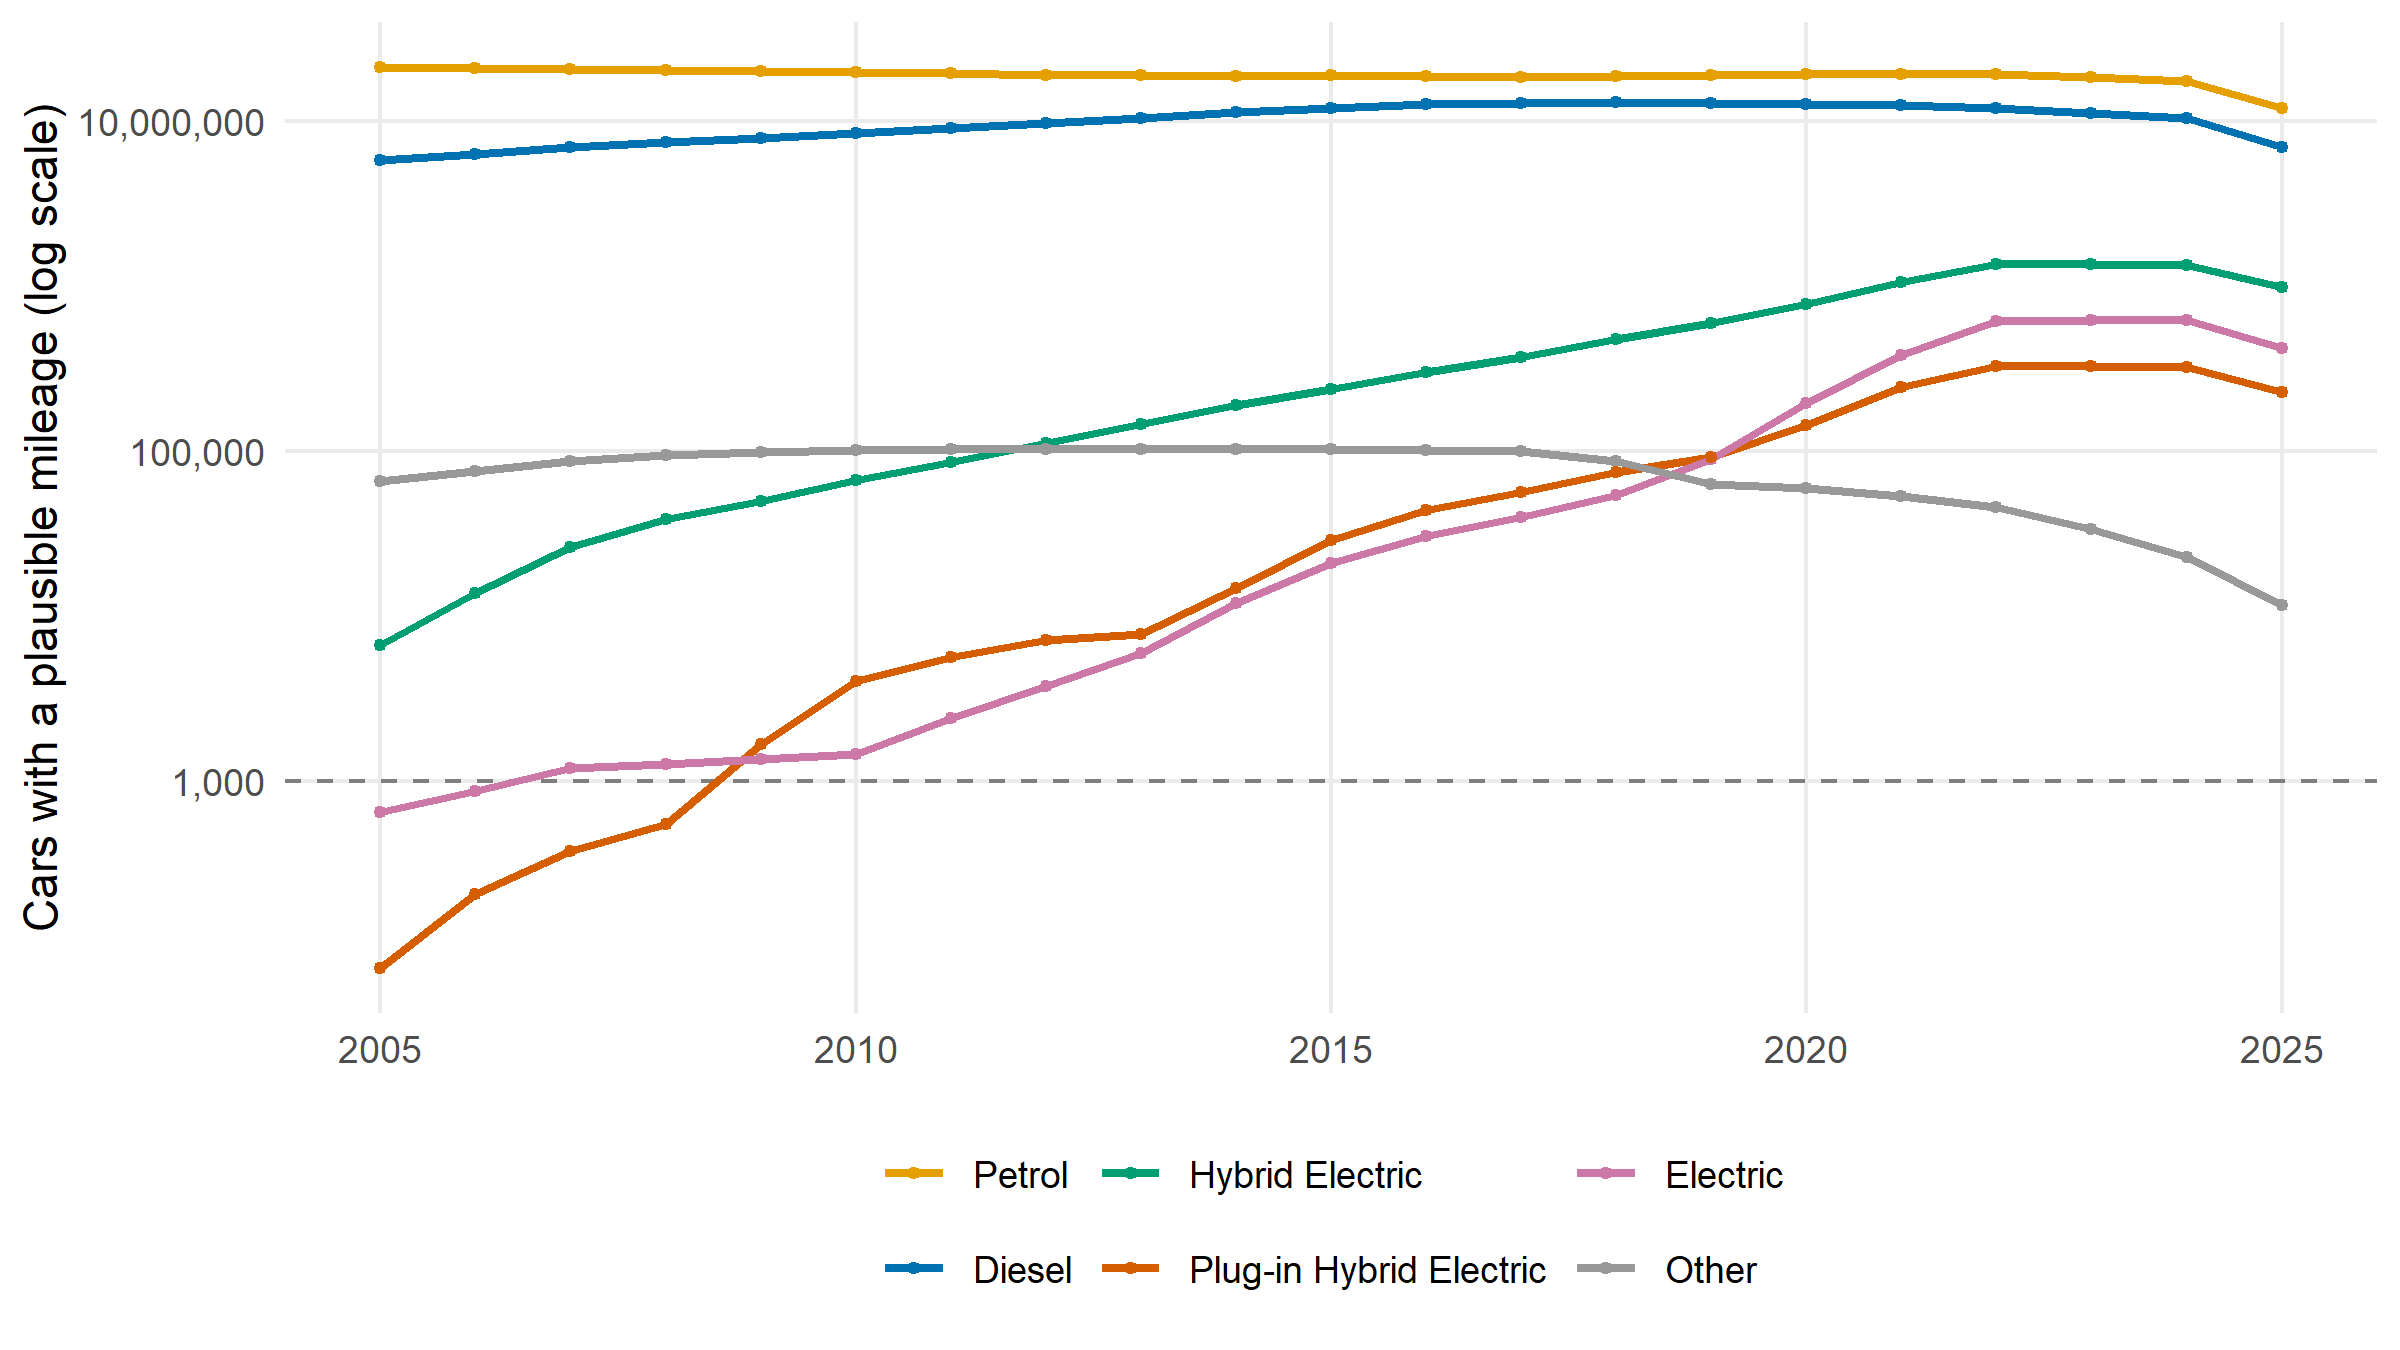 Cars with a plausible mileage (log scale)
10,000,000
100,000
1,000
2005 2010 2015 2020 2025
Petrol Hybrid Electric Electric
Diesel Plug-in Hybrid Electric Other